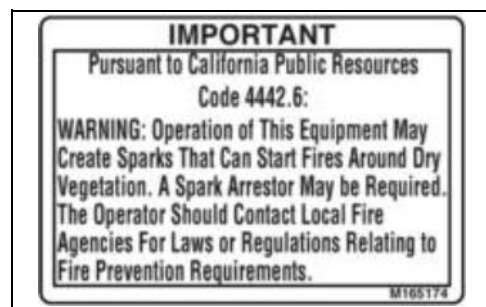 IMPORTANT
Pursuant to California Public Resources
Code 4442.6:
WARNING: Operation of This Equipment May
Create Sparks That Can Start Fires Around Dry
Vegetation. A Spark Arrestor May be Required.
The Operator Should Contact Local Fire
Agencies For Laws or Regulations Relating to
Fire Prevention Requirements.
M165174